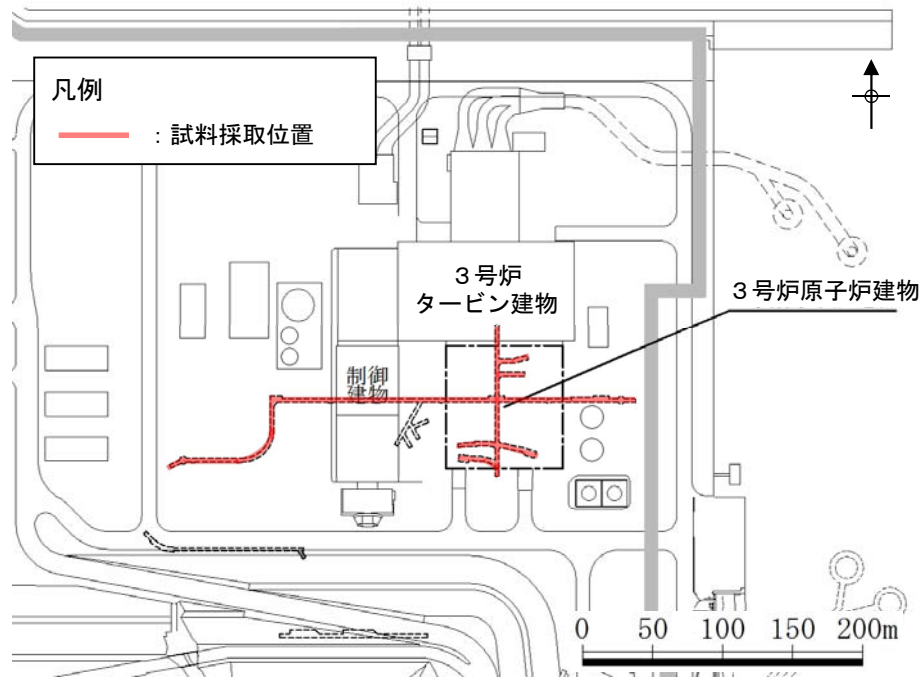 凡例
：試料採取位置
３号炉
タービン建物
３号炉原子炉建物
制御
建物
0 50 100 150 200m